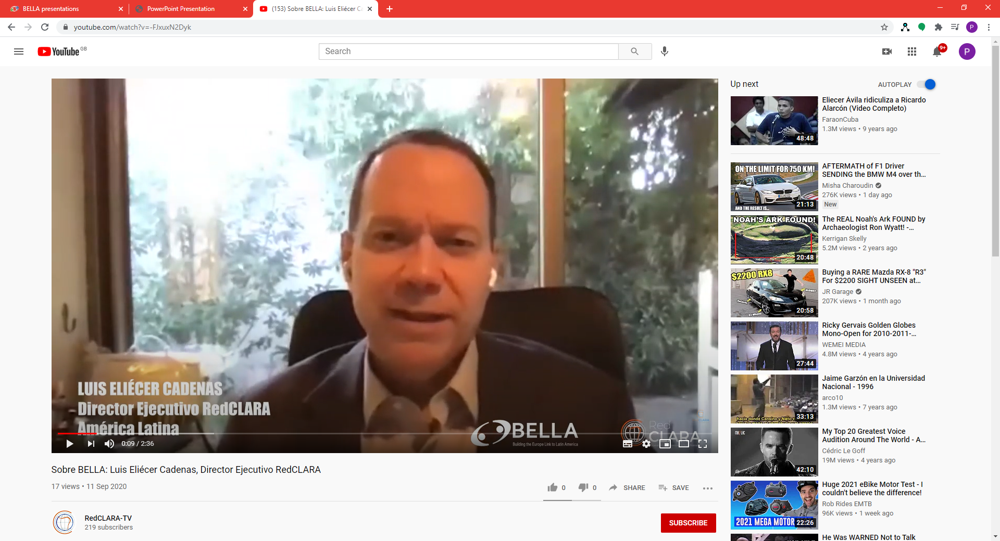 BELLA presentations
PowerPoint Presentation
(153) Sobre BELLA: Luis Eliécer C
youtube.com/watch?v=-FJxuxN2Dyk
P
YouTube GB
Search
9+
P
LUIS ELIÉCER CADENAS
Director Ejecutivo RedCLARA
América Latina
BELLA
Building the Europe Link to Latin America
Red
CLARA
0:09 / 2:36
Sobre BELLA: Luis Eliécer Cadenas, Director Ejecutivo RedCLARA
17 views • 11 Sep 2020
0
0
SHARE
SAVE
RedCLARA-TV
219 subscribers
SUBSCRIBE
Up next
AUTOPLAY
48:48
Eliecer Ávila ridiculiza a Ricardo
Alarcón (Video Completo)
FaraonCuba
1.3M views • 9 years ago
ON THE LIMIT FOR 750 KM!
AND THE RESULT IS...
21:13
AFTERMATH of F1 Driver
SENDING the BMW M4 over th...
Misha Charoudin
276K views • 1 day ago
New
NOAH'S ARK FOUND!
20:48
The REAL Noah's Ark FOUND by
Archaeologist Ron Wyatt! -...
Kerrigan Skelly
5.2M views • 2 years ago
$2200 RX8
20:58
Buying a RARE Mazda RX-8 "R3"
For $2200 SIGHT UNSEEN at...
JR Garage
207K views • 1 month ago
27:44
Ricky Gervais Golden Globes
Mono-Open for 2010-2011-...
WEMEI MEDIA
4.8M views • 4 years ago
hacia donde Cansino y Nieto
33:13
Jaime Garzón en la Universidad
Nacional - 1996
arco10
1.3M views • 7 years ago
42:10
My Top 20 Greatest Voice
Audition Around The World - A...
Cédric Le Goff
19M views • 4 years ago
2021 MEGA MOTOR
22:26
Huge 2021 eBike Motor Test - I
couldn't believe the difference!
Rob Rides EMTB
96K views • 1 week ago
He Was WARNED Not to Talk